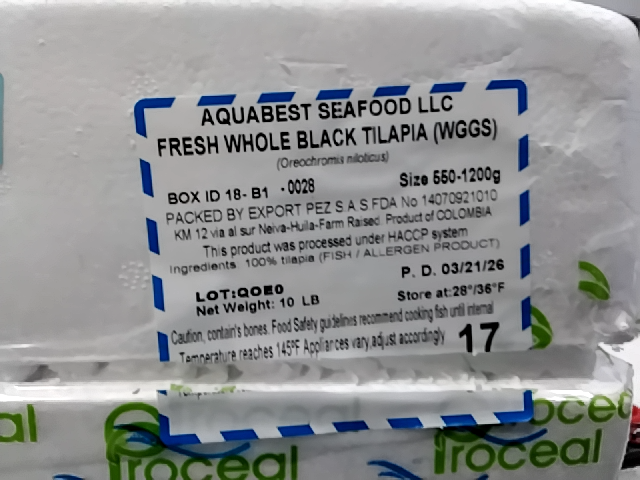 AQUABEST SEAFOOD LLC
FRESH WHOLE BLACK TILAPIA (WGGS)
(Oreochromis niloticus)
BOX ID 18- B1 -0028 Size 550-1200g
PACKED BY EXPORT PEZ S.A.S.FDA No 14070921010
KM 12 via al sur Neiva-Huila-Farm Raised. Product of COLOMBIA
This product was processed under HACCP system
Ingredients: 100% tilapia (FISH / ALLERGEN PRODUCT)
P. D. 03/21/26
LOT:QOE0
Net Weight: 10 LB Store at:28°/36°F
Caution, contain's bones. Food Safety guidelines recommend cooking fish until internal
Temperature reaches 145°F Appliances vary,adjust accordingly 17
Proceal
Proceal